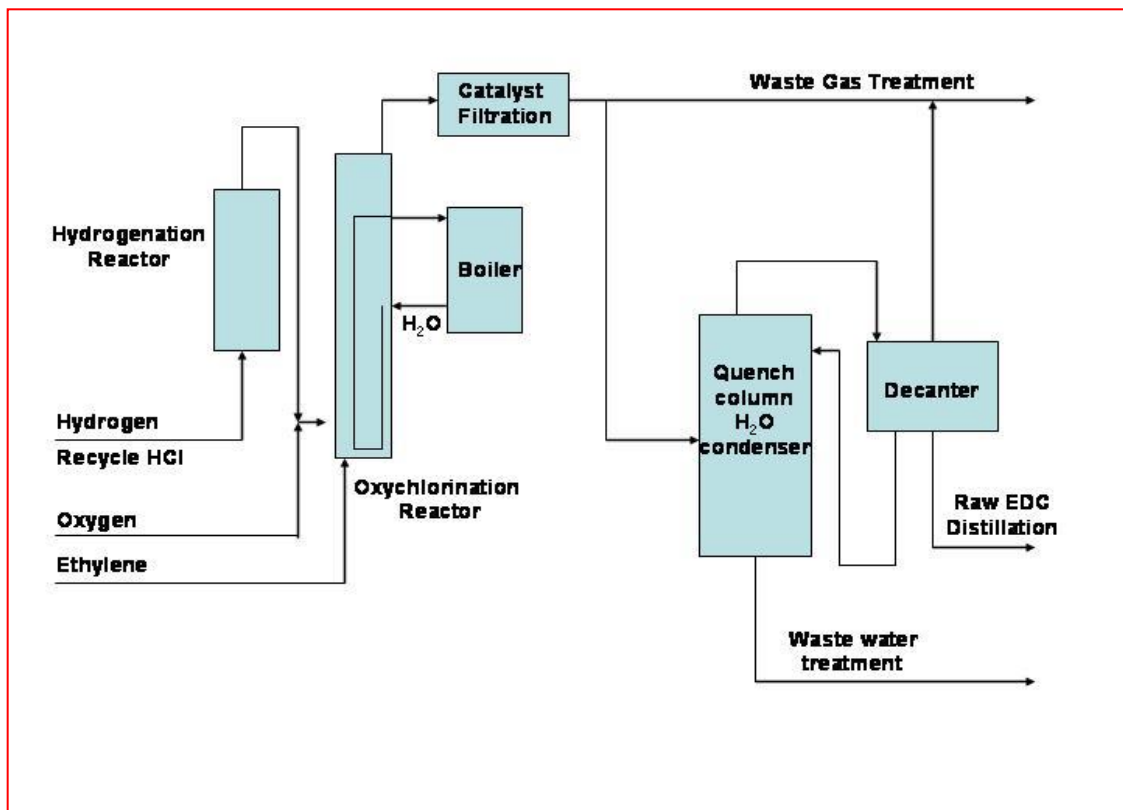 Waste Gas Treatment
Catalyst
Filtration
Hydrogenation
Reactor
Boiler
H₂O
Quench
column
H₂O
condenser
Decanter
Hydrogen
Recycle HCl
Oxychlorination
Reactor
Oxygen
Ethylene
Raw EDC
Distillation
Waste water
treatment